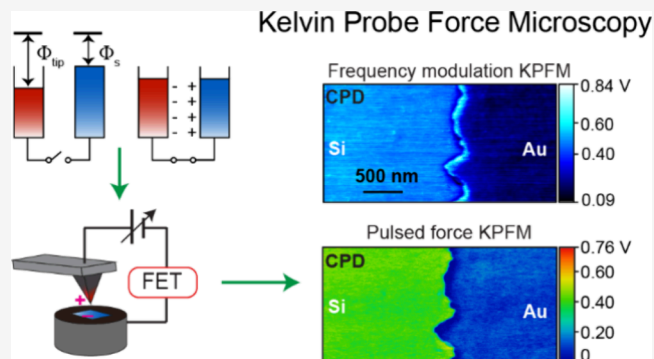 Kelvin Probe Force Microscopy
Φtip
Φs
- +
- +
- +
- +
FET
+
Frequency modulation KPFM
CPD
Si
Au
500 nm
0.84 V
0.60
0.40
0.09
Pulsed force KPFM
CPD
Si
Au
0.76 V
0.60
0.40
0.20
0